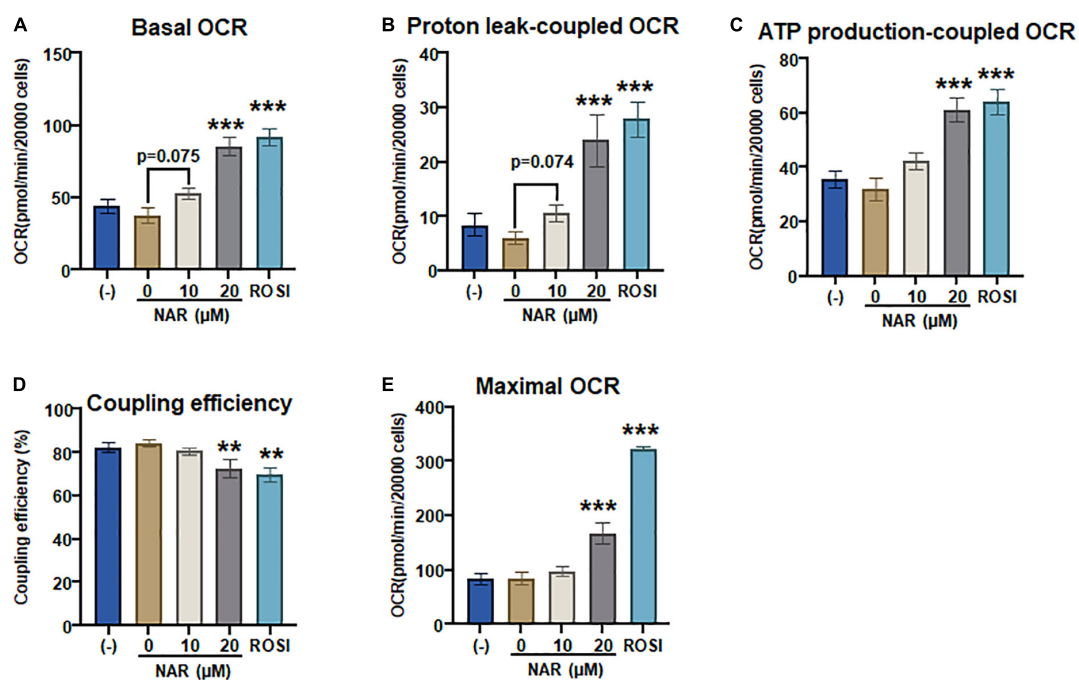 A
Basal OCR
OCR(pmol/min/20000 cells)
150
100
50
0
p=0.075
***
***
(-) 0 10 20 ROSI
NAR (µM)
B
Proton leak-coupled OCR
OCR(pmol/min/20000 cells)
40
30
20
10
0
p=0.074
***
***
(-) 0 10 20 ROSI
NAR (µM)
C
ATP production-coupled OCR
OCR(pmol/min/20000 cells)
80
60
40
20
0
***
***
(-) 0 10 20 ROSI
NAR (µM)
D
Coupling efficiency
Coupling efficiency (%)
100
80
60
40
20
0
**
**
(-) 0 10 20 ROSI
NAR (µM)
E
Maximal OCR
OCR(pmol/min/20000 cells)
400
300
200
100
0
***
***
(-) 0 10 20 ROSI
NAR (µM)